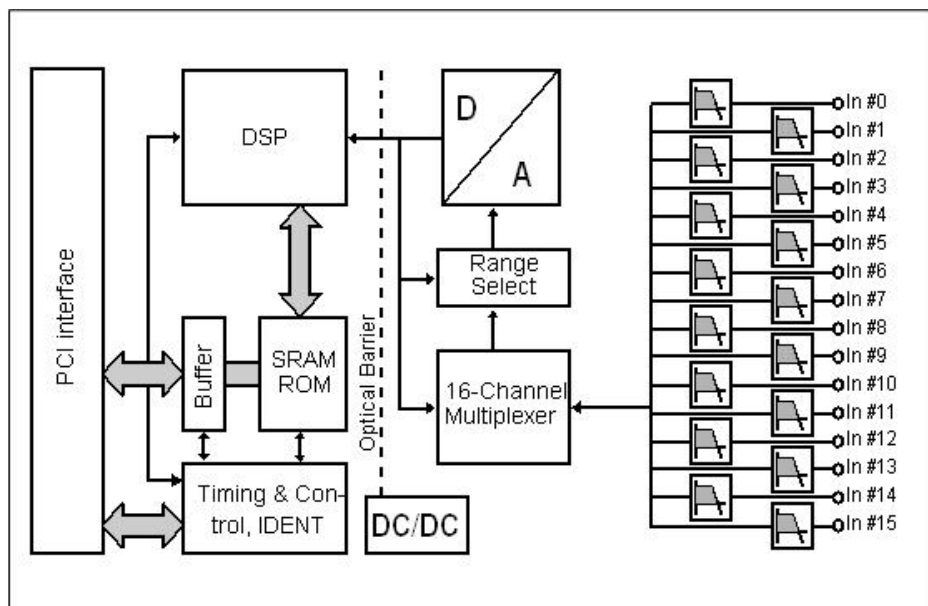 PCI interface
DSP
Buffer
SRAM
ROM
Timing & Con-
trol, IDENT
Optical Barrier
DC/DC
D
A
Range
Select
16-Channel
Multiplexer
In #0
In #1
In #2
In #3
In #4
In #5
In #6
In #7
In #8
In #9
In #10
In #11
In #12
In #13
In #14
In #15